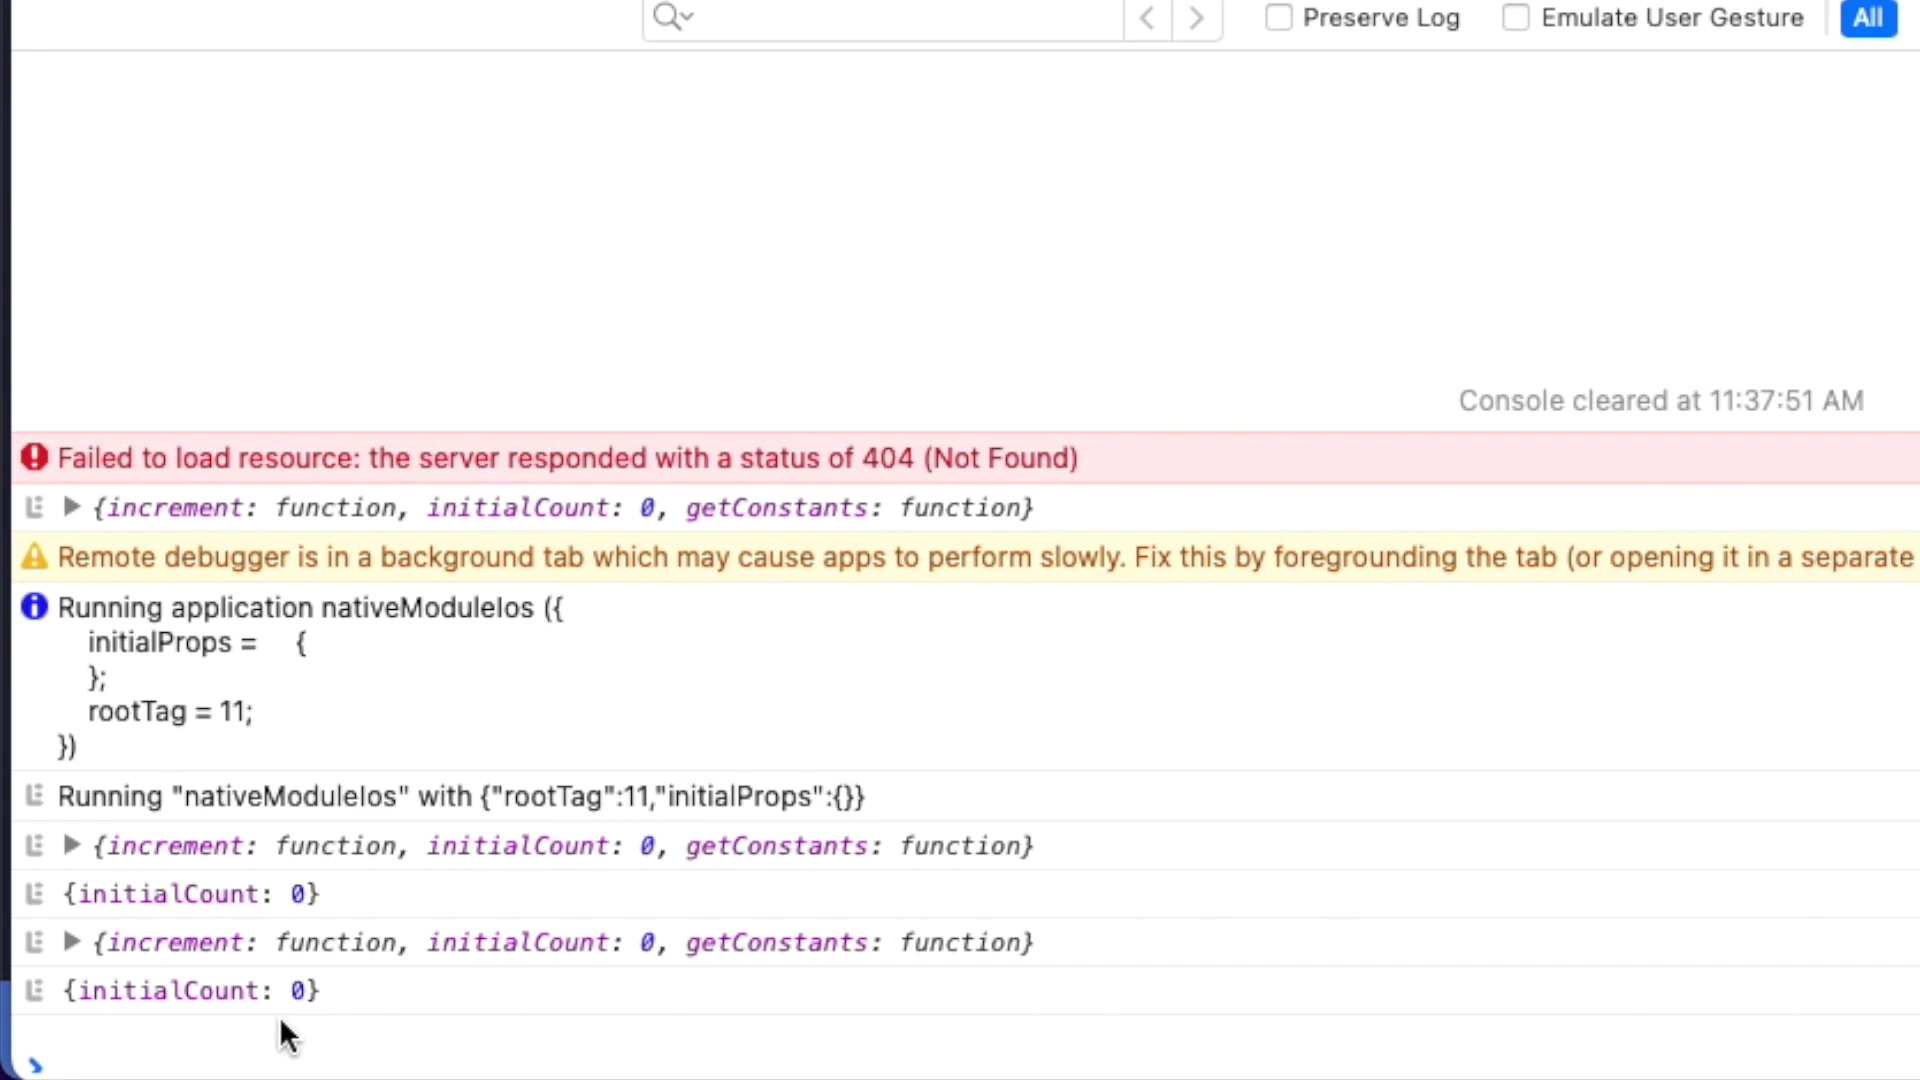 Preserve Log Emulate User Gesture All
Console cleared at 11:37:51 AM
Failed to load resource: the server responded with a status of 404 (Not Found)
{increment: function, initialCount: 0, getConstants: function}
Remote debugger is in a background tab which may cause apps to perform slowly. Fix this by foregrounding the tab (or opening it in a separate
Running application nativeModuleIos ({
initialProps = {
};
rootTag = 11;
})
Running "nativeModuleIos" with {"rootTag":11,"initialProps":{}}
{increment: function, initialCount: 0, getConstants: function}
{initialCount: 0}
{increment: function, initialCount: 0, getConstants: function}
{initialCount: 0}